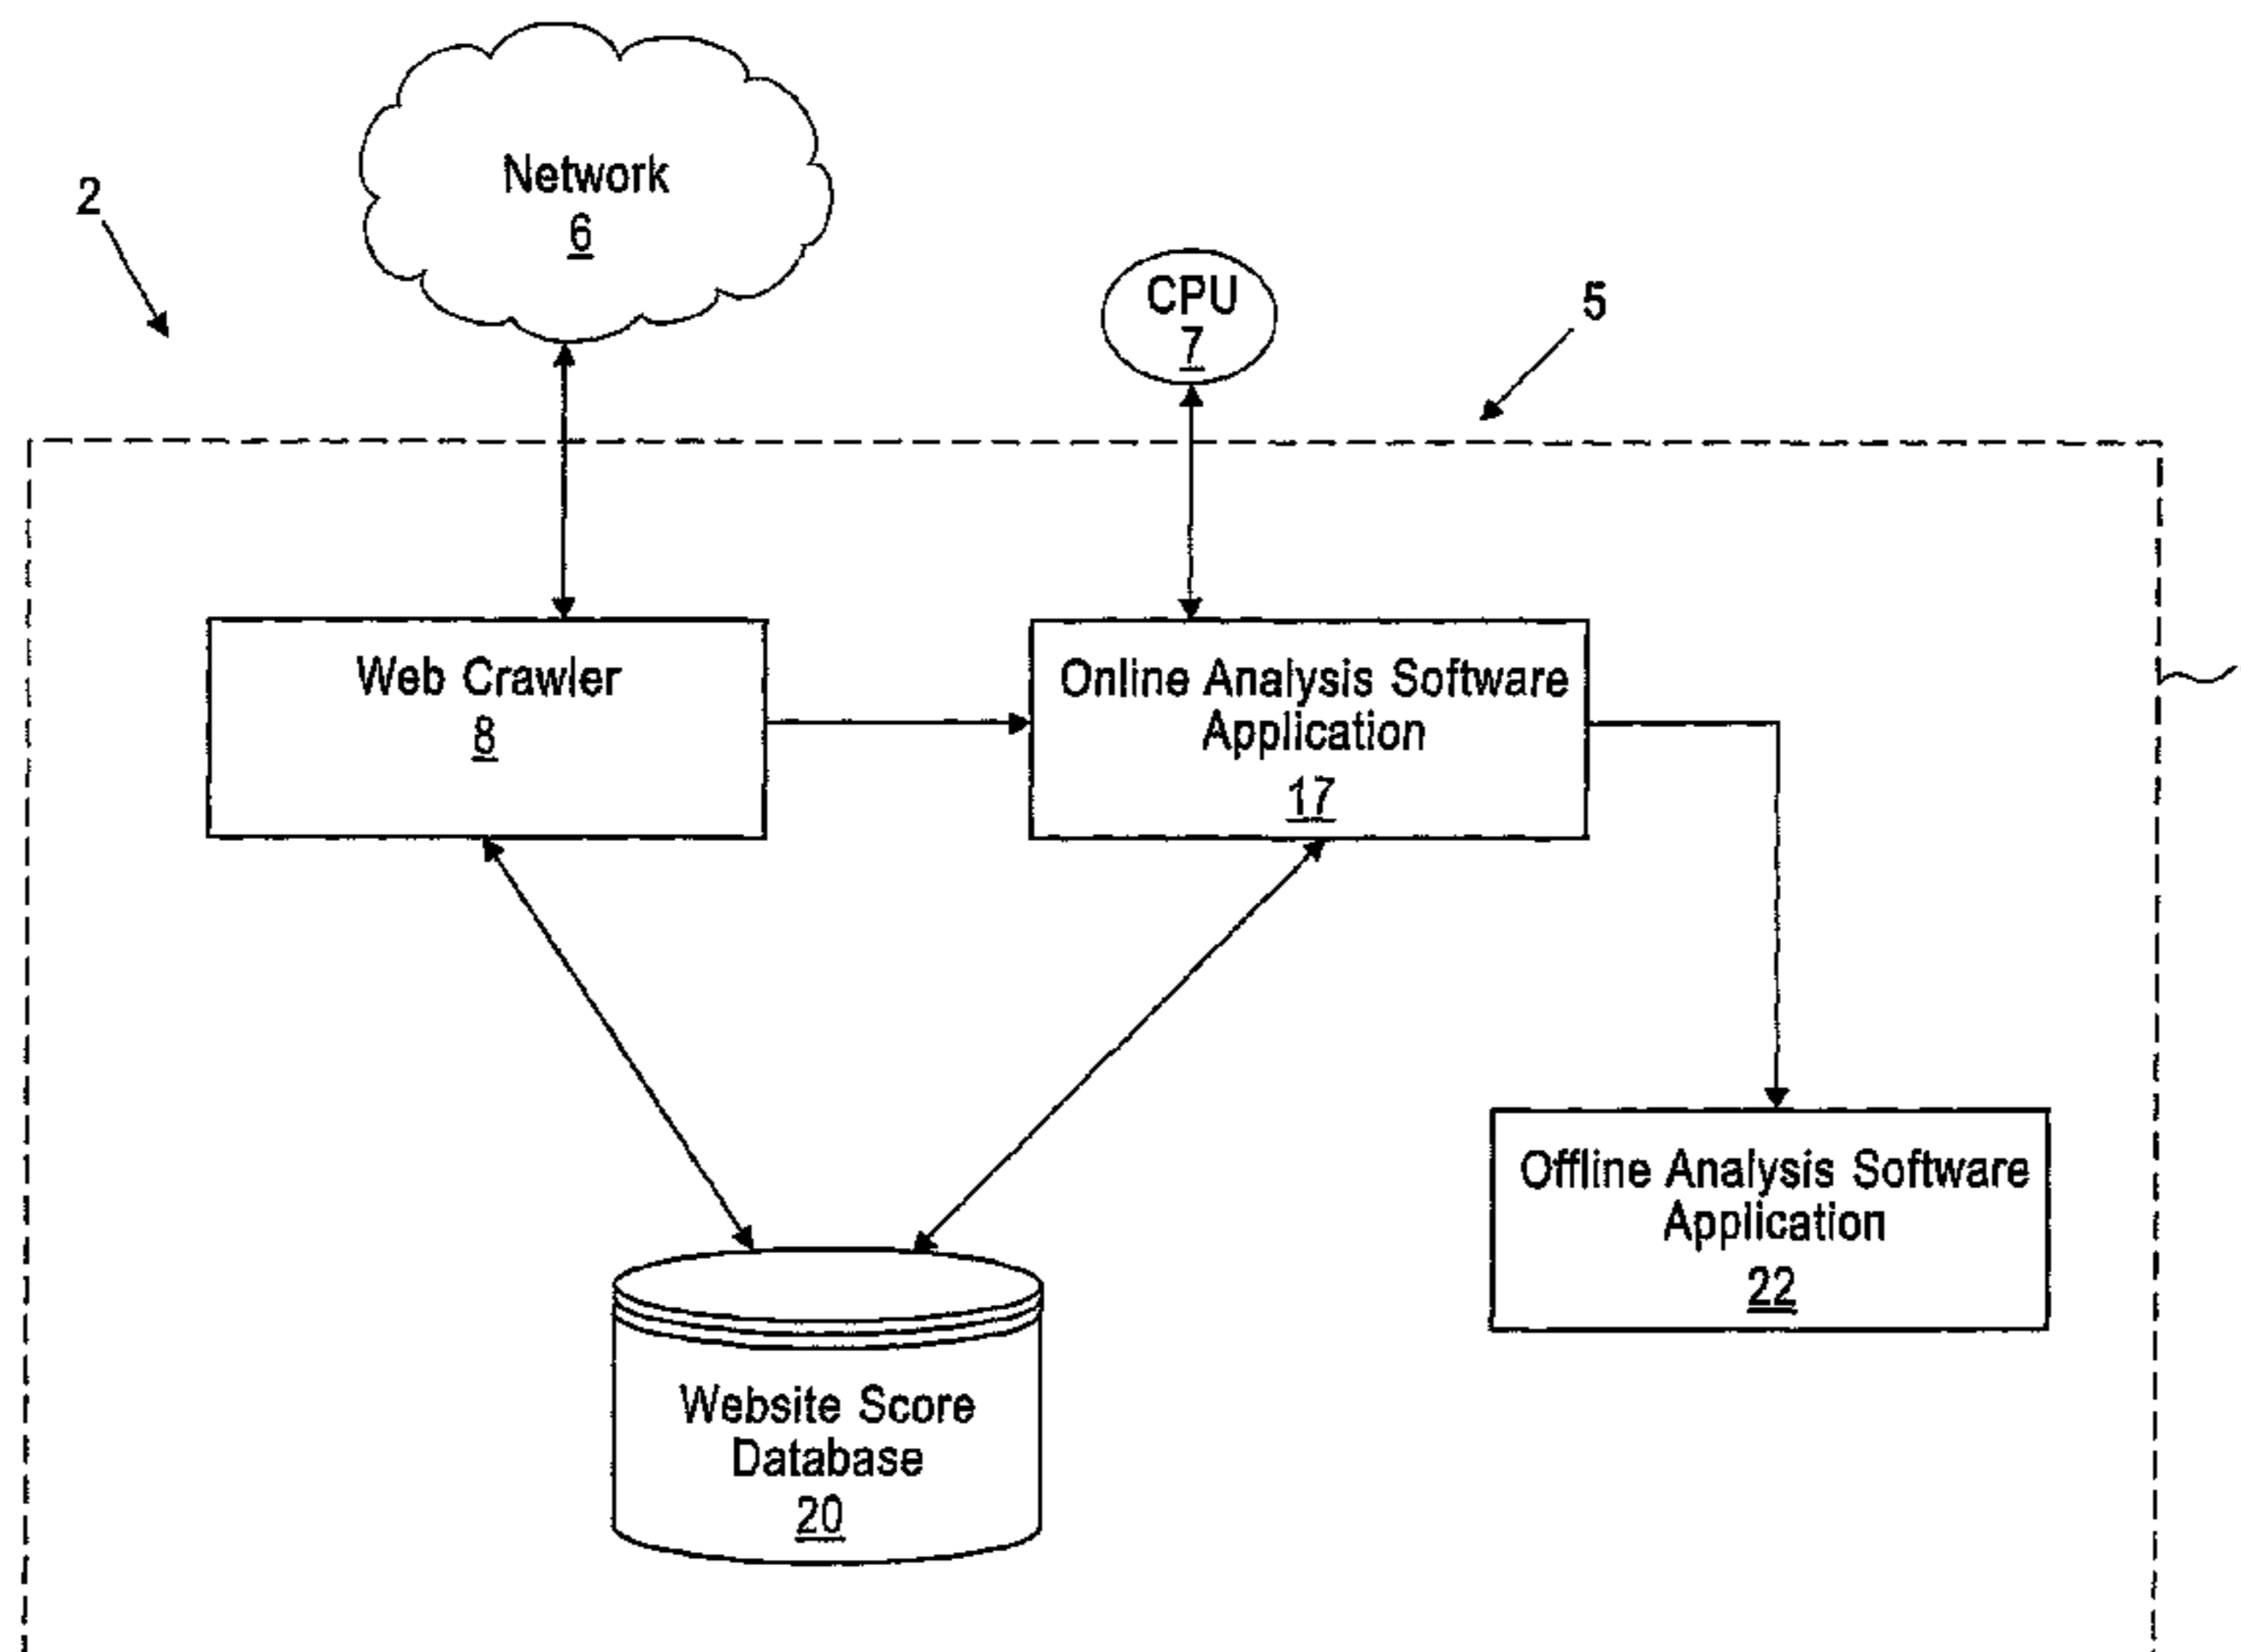 Network
6
2
CPU
7
5
Web Crawler
8
Online Analysis Software
Application
17
Offline Analysis Software
Application
22
Website Score
Database
20